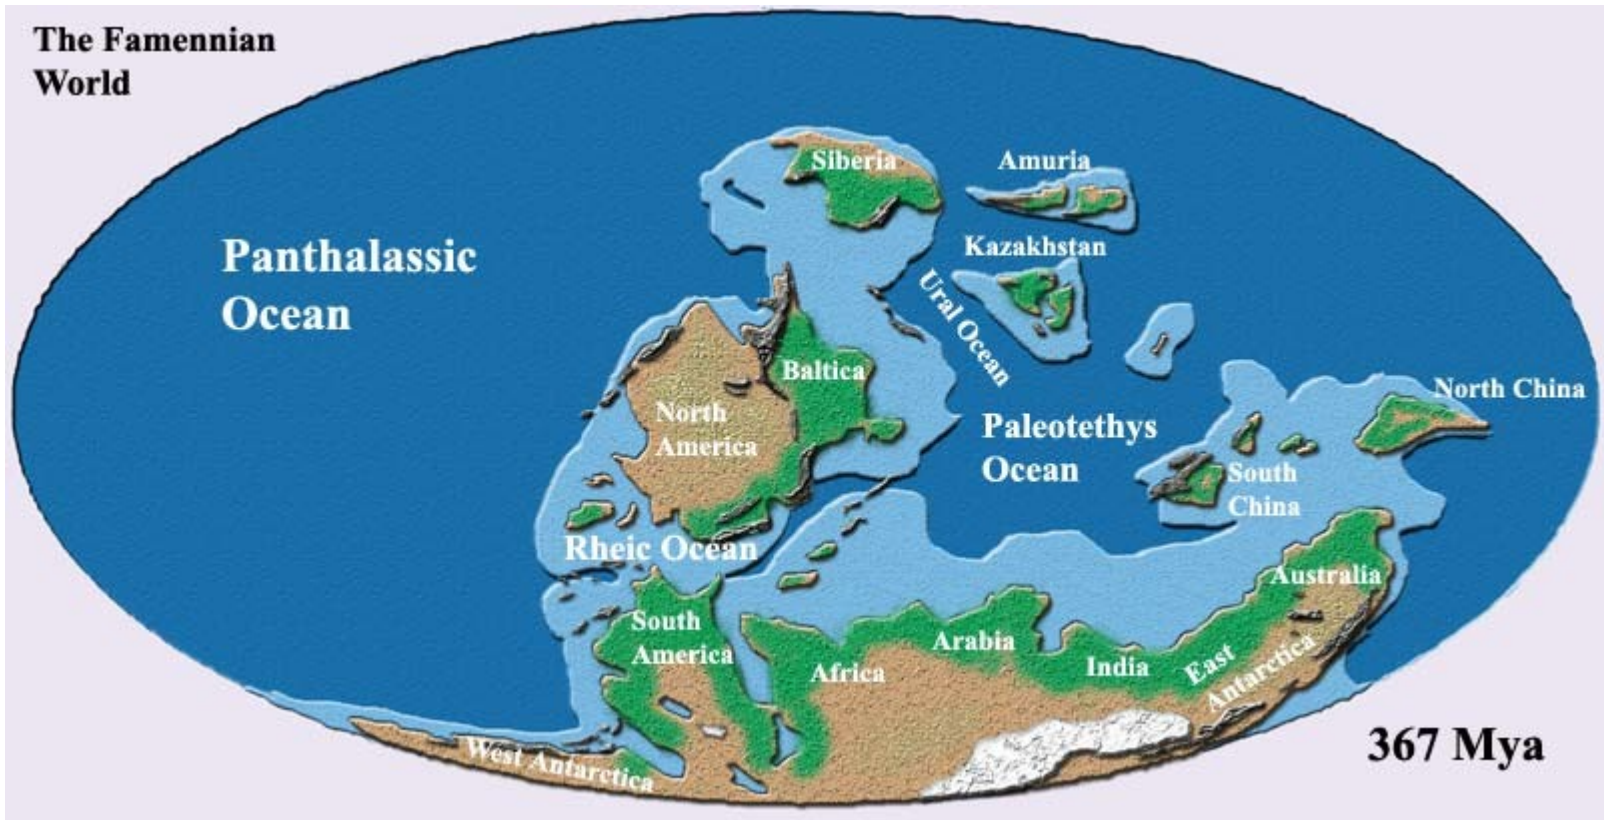 The Famennian
World
Siberia
Amuria
Panthalassic
Ocean
Kazakhstan
Ural Ocean
Baltica
North China
North
America
Paleotethys
Ocean
South
China
Rheic Ocean
Australia
South
America
Arabia
Africa
India
East
Antarctica
West Antarctica
367 Mya